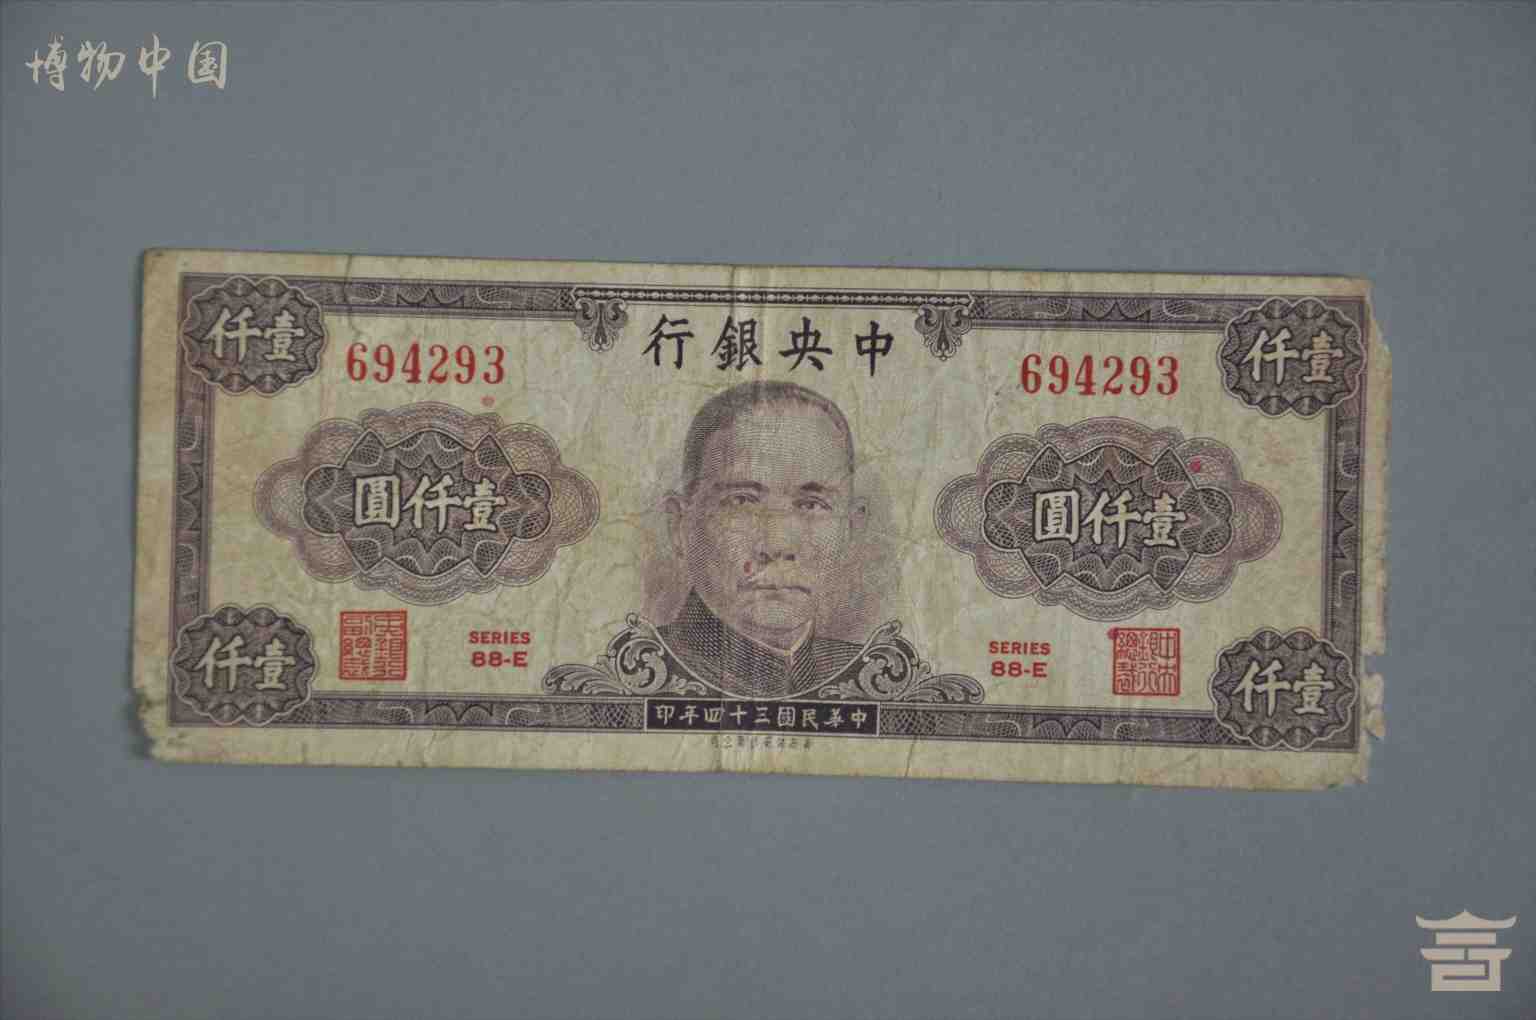 博物中国
行銀央中
694293
694293
仟壹
仟壹
圓仟壹
圓仟壹
SERIES
88-E
SERIES
88-E
仟壹
仟壹
印年四十三國民華中